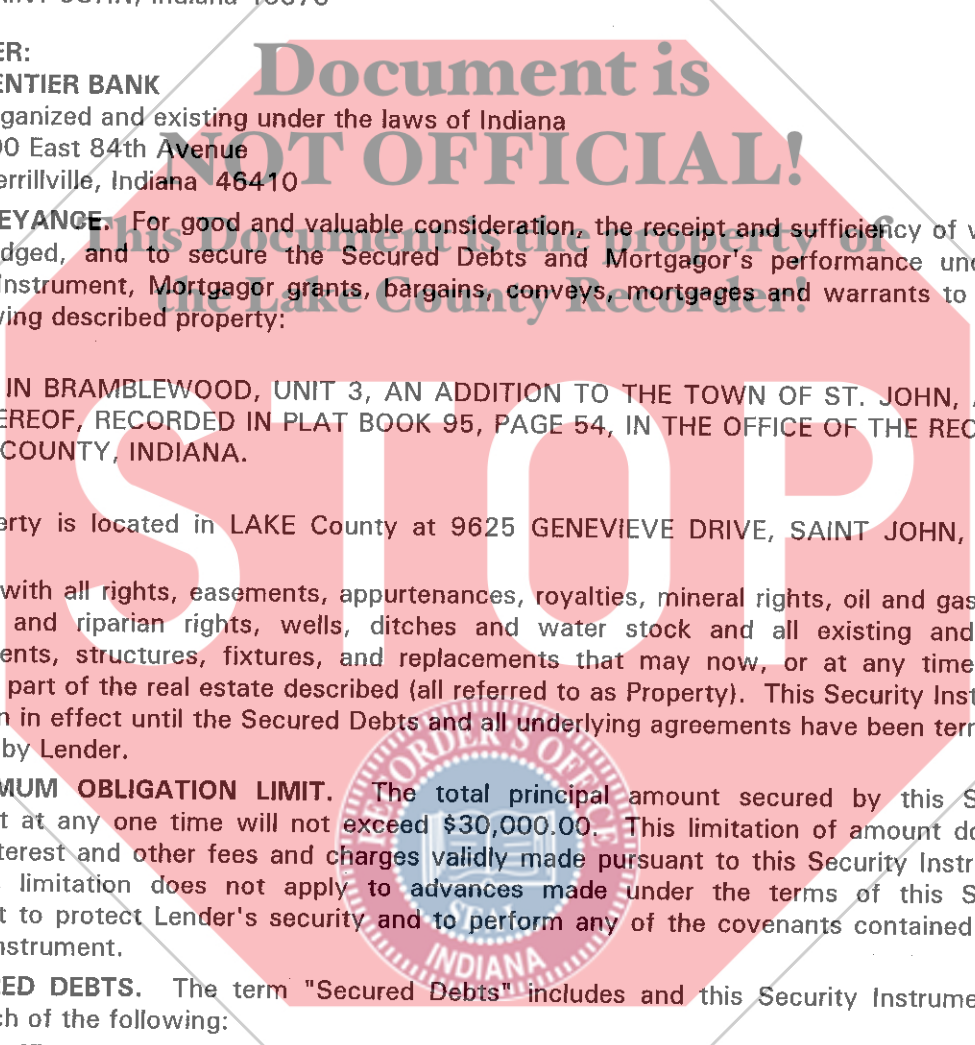 SAINT JOHN, Indiana
ER:
ENTIER BANK
ganized and existing under the laws of Indiana
00 East 84th Avenue
errillville, Indiana 46410
EYANCE. For good and valuable consideration, the receipt and sufficiency of w
dged, and to secure the Secured Debts and Mortgagor's performance und
nstrument, Mortgagor grants, bargains, conveys, mortgages and warrants to
ving described property:
IN BRAMBLEWOOD, UNIT 3, AN ADDITION TO THE TOWN OF ST. JOHN,
EREOF, RECORDED IN PLAT BOOK 95, PAGE 54, IN THE OFFICE OF THE REC
COUNTY, INDIANA.
erty is located in LAKE County at 9625 GENEVIEVE DRIVE, SAINT JOHN,
with all rights, easements, appurtenances, royalties, mineral rights, oil and gas
and riparian rights, wells, ditches and water stock and all existing and
ents, structures, fixtures, and replacements that may now, or at any time
part of the real estate described (all referred to as Property). This Security Inst
n in effect until the Secured Debts and all underlying agreements have been term
by Lender.
MUM OBLIGATION LIMIT. The total principal amount secured by this S
t at any one time will not exceed $30,000.00. This limitation of amount do
terest and other fees and charges validly made pursuant to this Security Instr
limitation does not apply to advances made under the terms of this S
t to protect Lender's security and to perform any of the covenants contained
nstrument.
ED DEBTS. The term "Secured Debts" includes and this Security Instrume
ch of the following:
Document is
NOT OFFICIAL!
This Document is the property of
the Lake County Recorder!
STOP
RECORDER'S OFFICE
SEAL
INDIANA